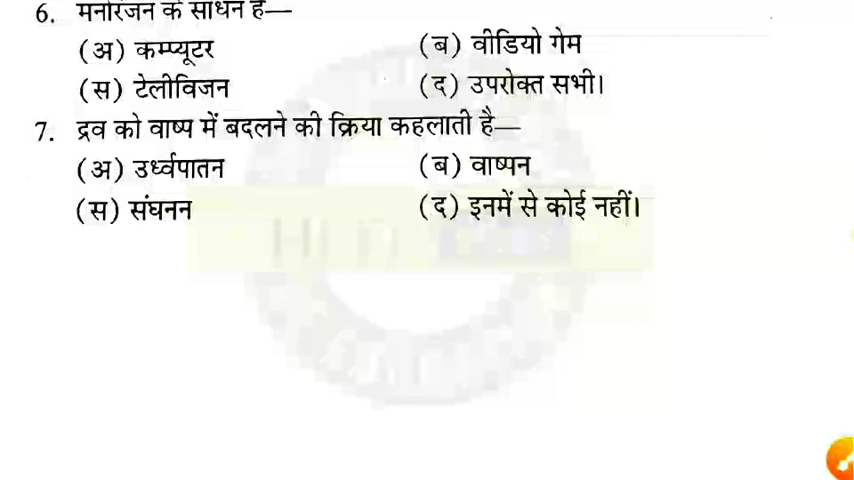 6. मनोरंजन के साधन हैं—
(अ) कम्प्यूटर (ब) वीडियो गेम
(स) टेलीविजन (द) उपरोक्त सभी।
7. द्रव को वाष्प में बदलने की क्रिया कहलाती है—
(अ) उर्ध्वपातन (ब) वाष्पन
(स) संघनन (द) इनमें से कोई नहीं।